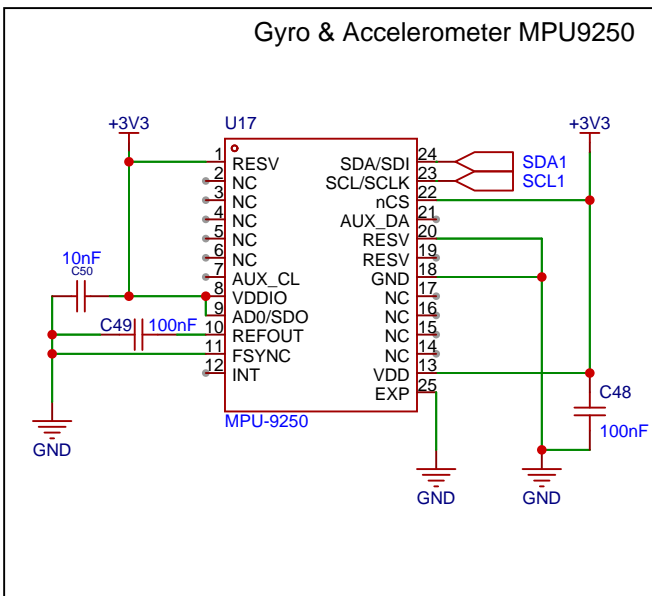 Gyro & Accelerometer MPU9250
+3V3
U17
+3V3
1 RESV SDA/SDI 24 SDA1
2 NC SCL/SCLK 23 SCL1
3 NC nCS 22
4 NC AUX_DA 21
5 NC RESV 20
6 NC RESV 19
7 AUX_CL GND 18
8 VDDIO NC 17
9 AD0/SDO NC 16
10 REFOUT NC 15
11 FSYNC NC 14
12 INT VDD 13
EXP 25
10nF
C50
C49 100nF
C48
100nF
MPU-9250
GND
GND
GND